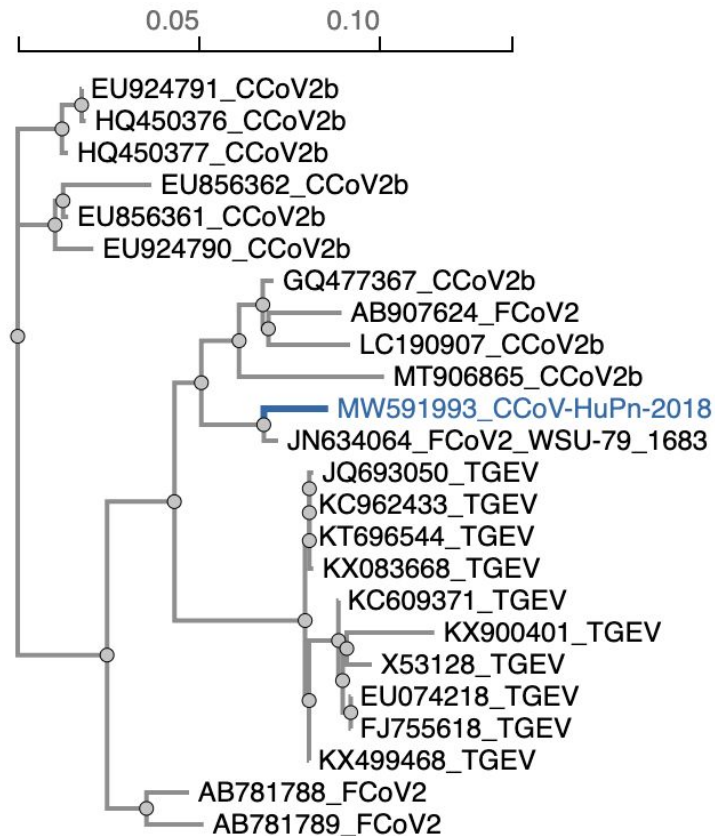 0.05 0.10
EU924791_CCoV2b
HQ450376_CCoV2b
HQ450377_CCoV2b
EU856362_CCoV2b
EU856361_CCoV2b
EU924790_CCoV2b
GQ477367_CCoV2b
AB907624_FCoV2
LC190907_CCoV2b
MT906865_CCoV2b
MW591993_CCoV-HuPn-2018
JN634064_FCoV2_WSU-79_1683
JQ693050_TGEV
KC962433_TGEV
KT696544_TGEV
KX083668_TGEV
KC609371_TGEV
KX900401_TGEV
X53128_TGEV
EU074218_TGEV
FJ755618_TGEV
KX499468_TGEV
AB781788_FCoV2
AB781789_FCoV2